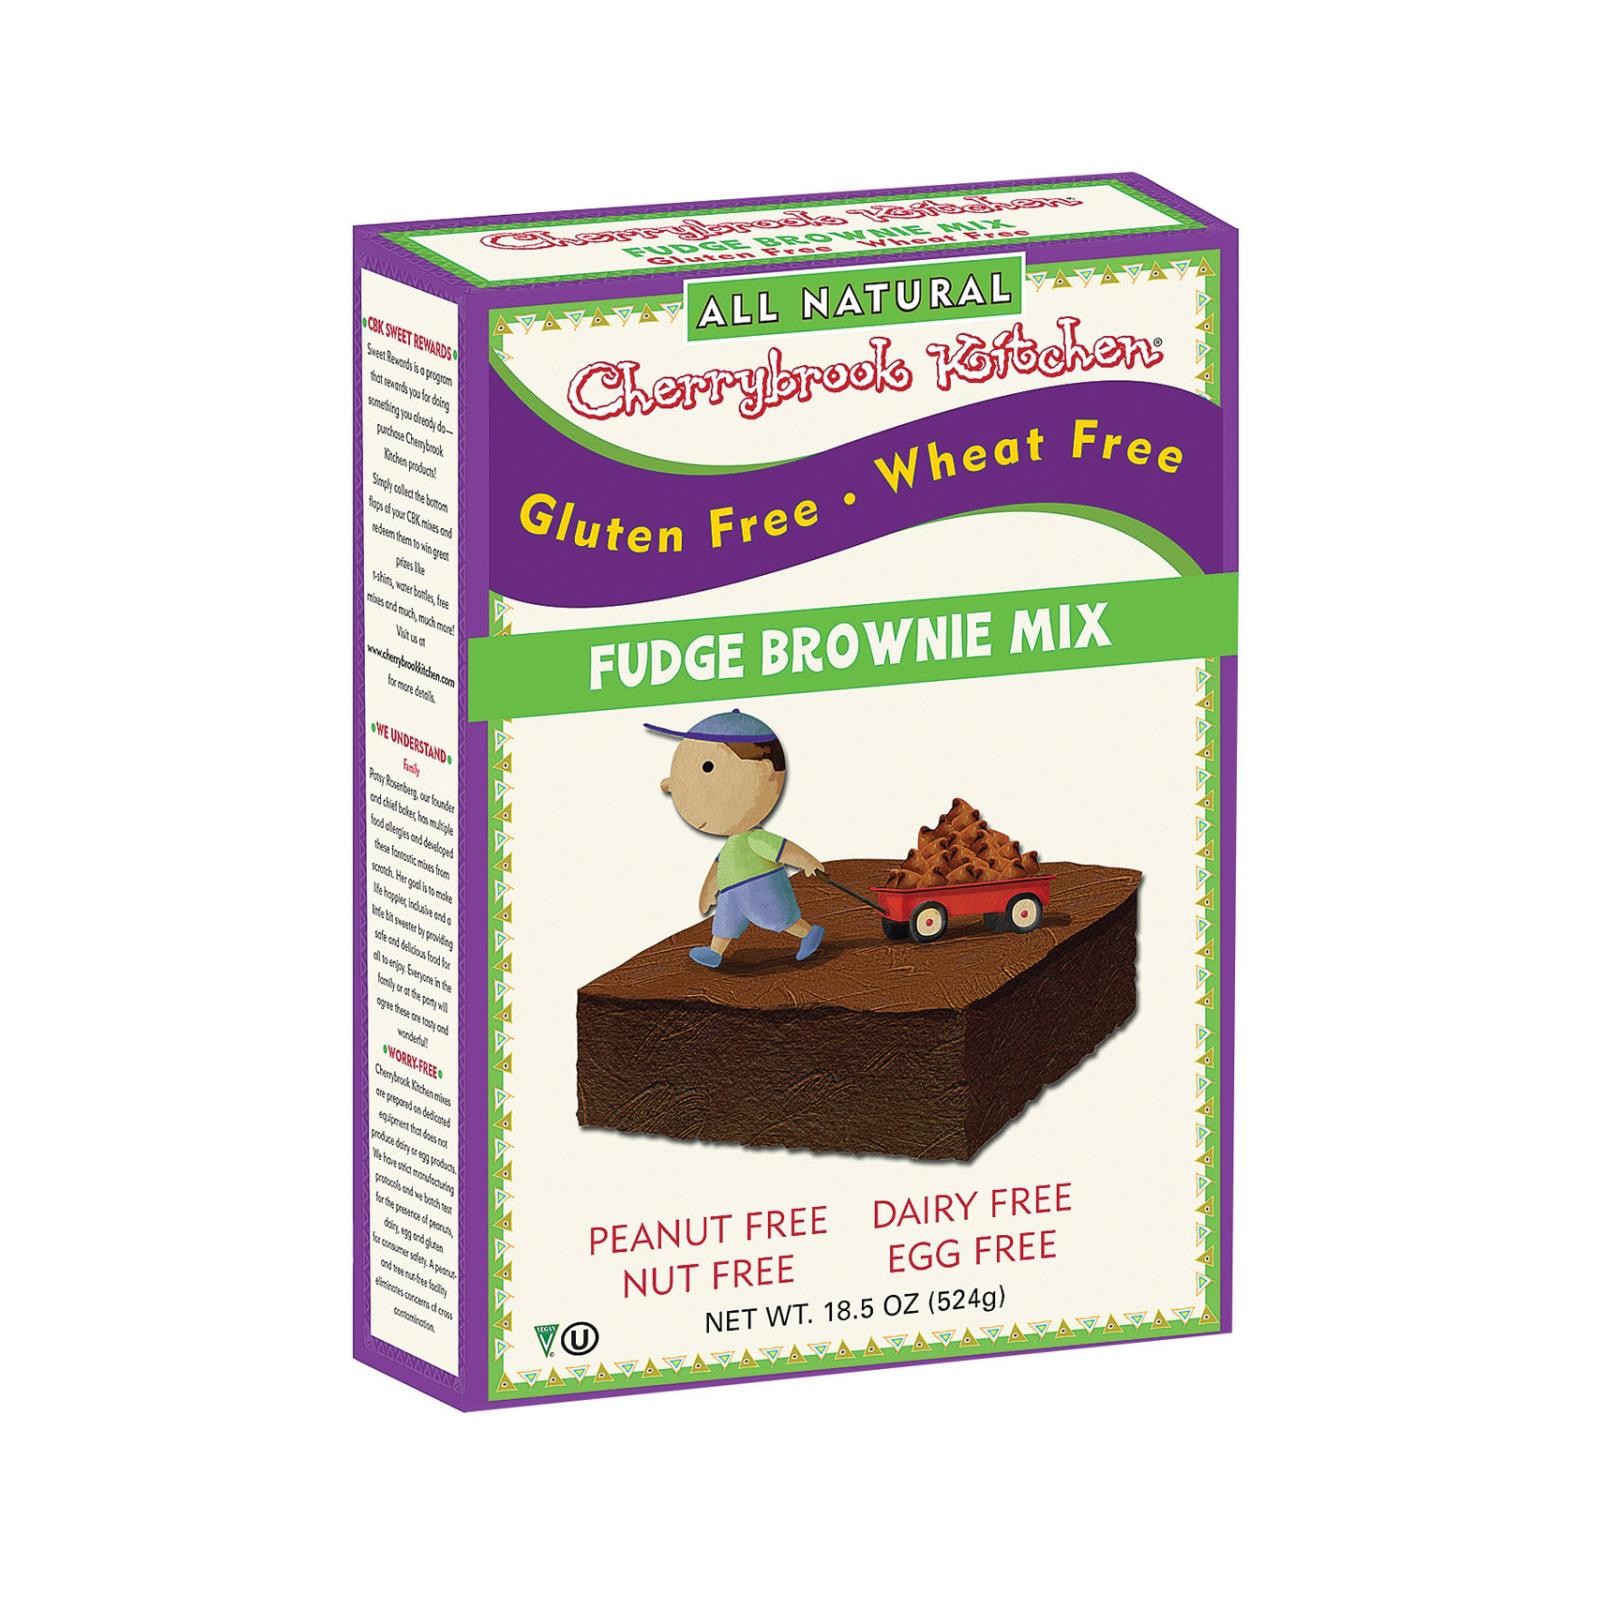 Cherrybrook Kitchen
FUDGE BROWNIE MIX
Gluten Free Wheat Free
ALL NATURAL
Cherrybrook Kitchen®
Gluten Free • Wheat Free
FUDGE BROWNIE MIX
PEANUT FREE DAIRY FREE
NUT FREE EGG FREE
NET WT. 18.5 OZ (524g)
VEGAN
U
•CBK SWEET REWARDS•
Sweet Rewards is a program
that rewards you for doing
something you already do—
purchase Cherrybrook
Kitchen products!
Simply collect the bottom
flaps of your CBK mixes and
redeem them to win great
prizes like
t-shirts, water bottles, free
mixes and much, much more!
Visit us at
www.cherrybrookkitchen.com
for more details.
•WE UNDERSTAND•
Family
Patsy Rosenberg, our founder
and chief baker, has multiple
food allergies and developed
these fantastic mixes from
scratch. Her goal is to make
life happier, inclusive and a
little bit sweeter by providing
safe and delicious food for
all to enjoy. Everyone in the
family or at the party will
agree these are tasty and
wonderful!
•WORRY-FREE•
Cherrybrook Kitchen mixes
are prepared on dedicated
equipment that does not
produce dairy or egg products.
We have strict manufacturing
protocols and we batch test
for the presence of peanuts,
dairy, egg and gluten
for consumer safety. A peanut-
and tree nut-free facility
eliminates concerns of cross
contamination.